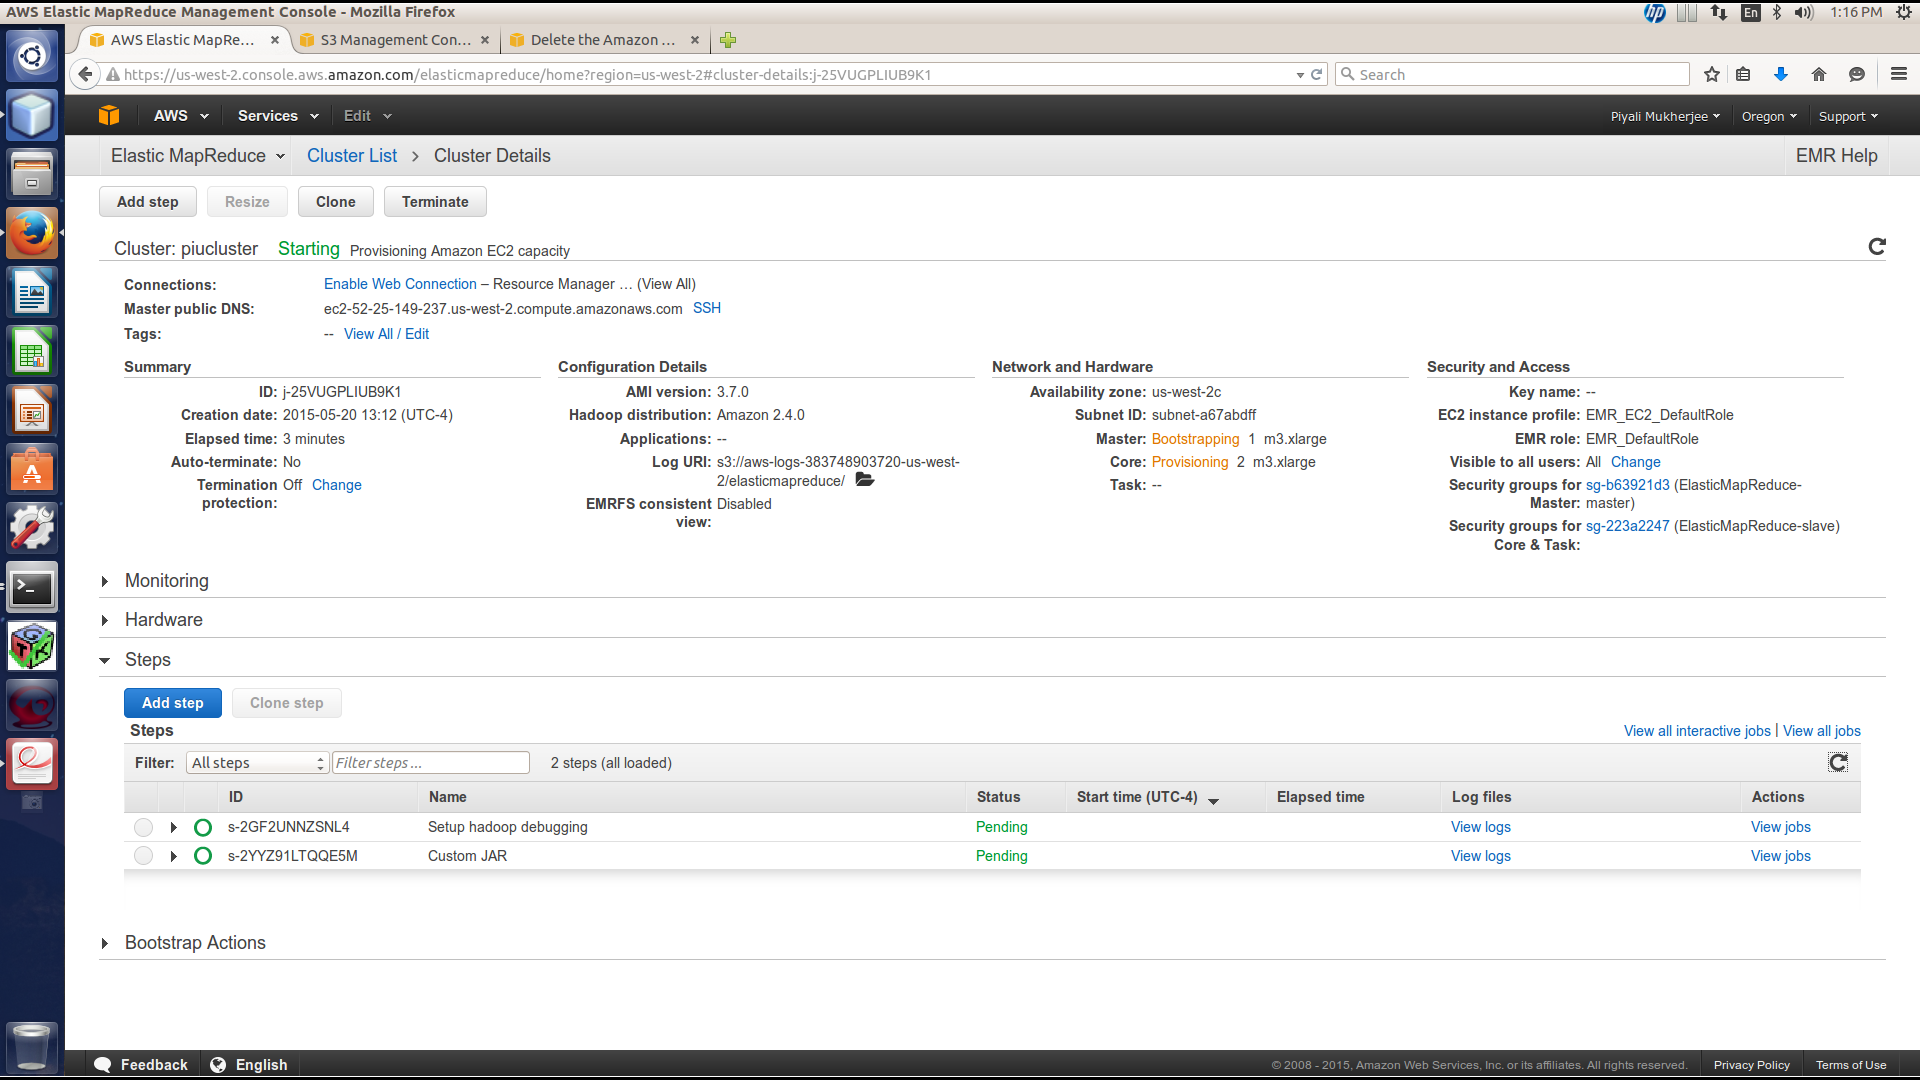 AWS Elastic MapReduce Management Console - Mozilla Firefox
En 1:16 PM
AWS Elastic MapRe... × S3 Management Con... × Delete the Amazon ... ×
https://us-west-2.console.aws.amazon.com/elasticmapreduce/home?region=us-west-2#cluster-details:j-25VUGPLIUB9K1 Search
AWS Services Edit Piyali Mukherjee Oregon Support
Elastic MapReduce Cluster List > Cluster Details EMR Help
Add step Resize Clone Terminate
Cluster: piucluster Starting Provisioning Amazon EC2 capacity
Connections: Enable Web Connection – Resource Manager … (View All)
Master public DNS: ec2-52-25-149-237.us-west-2.compute.amazonaws.com SSH
Tags: -- View All / Edit
Summary
ID: j-25VUGPLIUB9K1
Creation date: 2015-05-20 13:12 (UTC-4)
Elapsed time: 3 minutes
Auto-terminate: No
Termination protection: Off Change
Configuration Details
AMI version: 3.7.0
Hadoop distribution: Amazon 2.4.0
Applications: --
Log URI: s3://aws-logs-383748903720-us-west-
2/elasticmapreduce/
EMRFS consistent view: Disabled
Network and Hardware
Availability zone: us-west-2c
Subnet ID: subnet-a67abdff
Master: Bootstrapping 1 m3.xlarge
Core: Provisioning 2 m3.xlarge
Task: --
Security and Access
Key name: --
EC2 instance profile: EMR_EC2_DefaultRole
EMR role: EMR_DefaultRole
Visible to all users: All Change
Security groups for Master: sg-b63921d3 (ElasticMapReduce-
master)
Security groups for Core & Task: sg-223a2247 (ElasticMapReduce-slave)
Monitoring
Hardware
Steps
Add step Clone step
Steps View all interactive jobs | View all jobs
Filter: All steps Filter steps ... 2 steps (all loaded)
ID Name Status Start time (UTC-4) Elapsed time Log files Actions
s-2GF2UNNZSNL4 Setup hadoop debugging Pending View logs View jobs
s-2YYZ91LTQQE5M Custom JAR Pending View logs View jobs
Bootstrap Actions
Feedback English © 2008 - 2015, Amazon Web Services, Inc. or its affiliates. All rights reserved. Privacy Policy Terms of Use